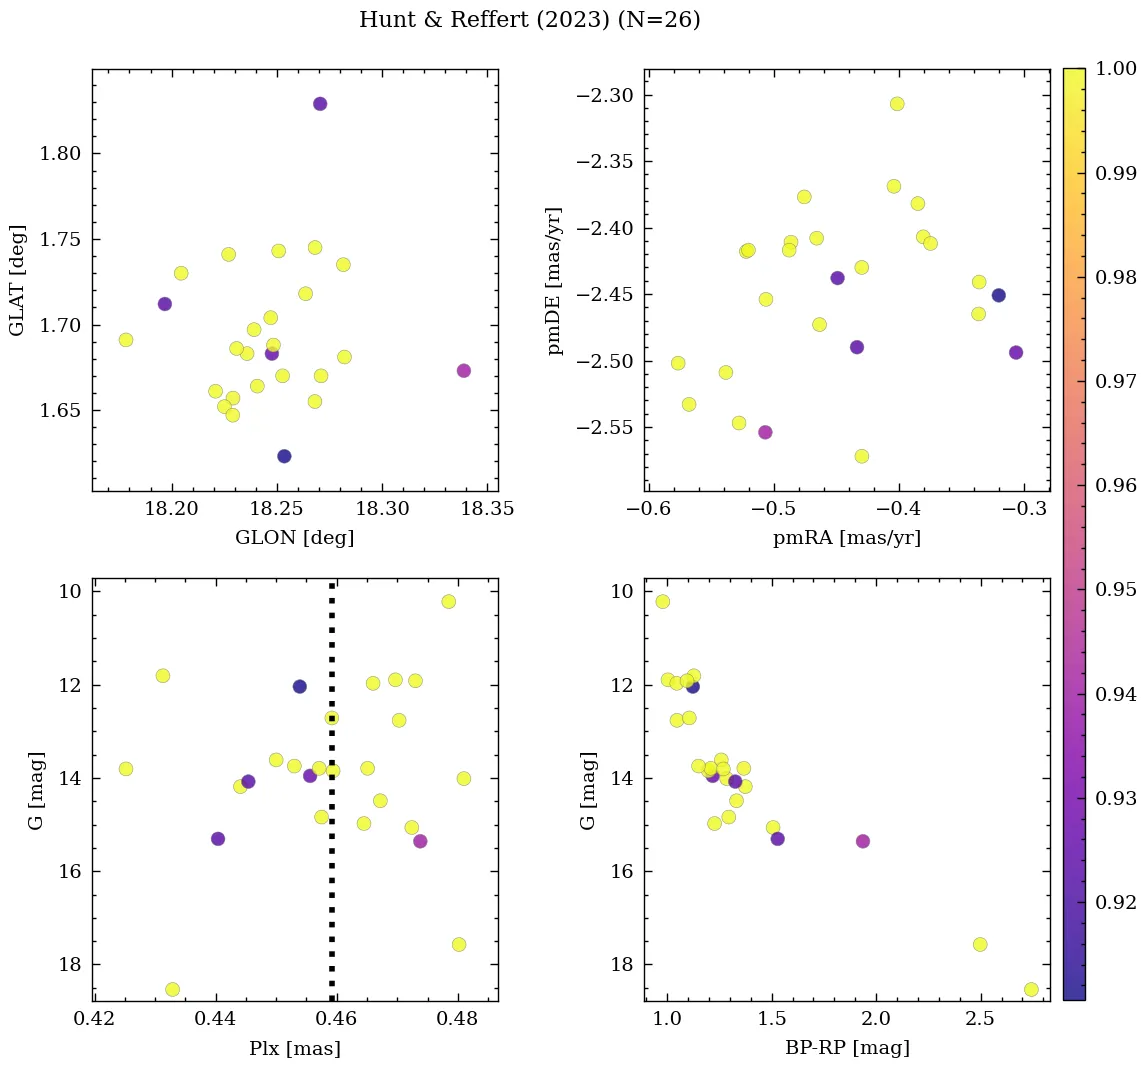 Hunt & Reffert (2023) (N=26)
1.80
1.75
1.70
1.65
GLAT [deg]
18.20 18.25 18.30 18.35
GLON [deg]
−2.30
−2.35
−2.40
−2.45
−2.50
−2.55
pmDE [mas/yr]
−0.6 −0.5 −0.4 −0.3
pmRA [mas/yr]
10
12
14
16
18
G [mag]
0.42 0.44 0.46 0.48
Plx [mas]
10
12
14
16
18
G [mag]
1.0 1.5 2.0 2.5
BP-RP [mag]
1.00
0.99
0.98
0.97
0.96
0.95
0.94
0.93
0.92